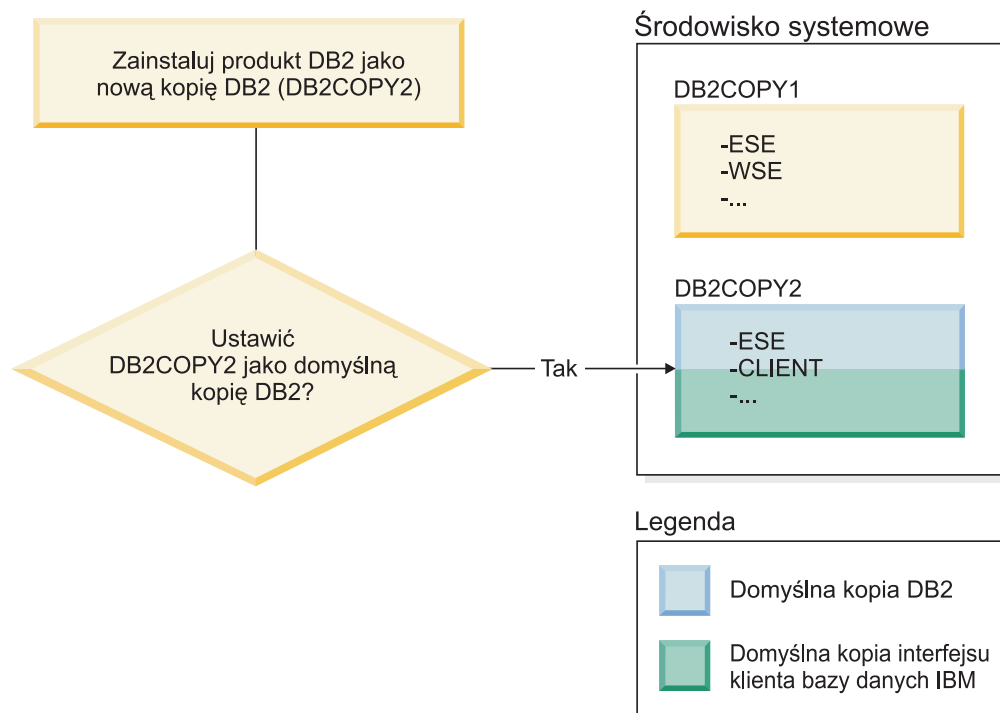 Zainstaluj produkt DB2 jako
nową kopię DB2 (DB2COPY2)
Ustawić
DB2COPY2 jako domyślną
kopię DB2?
Tak
Środowisko systemowe
DB2COPY1
-ESE
-WSE
-...
DB2COPY2
-ESE
-CLIENT
-...
Legenda
Domyślna kopia DB2
Domyślna kopia interfejsu
klienta bazy danych IBM